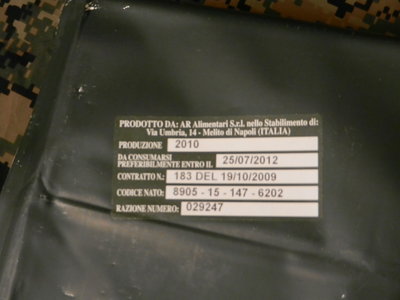 PRODOTTO DA: AR Alimentari S.r.l. nello Stabilimento di:
Via Umbria, 14 - Melito di Napoli (ITALIA)
PRODUZIONE 2010
DA CONSUMARSI
PREFERIBILMENTE ENTRO IL 25/07/2012
CONTRATTO N.: 183 DEL 19/10/2009
CODICE NATO: 8905 - 15 - 147 - 6202
RAZIONE NUMERO: 029247